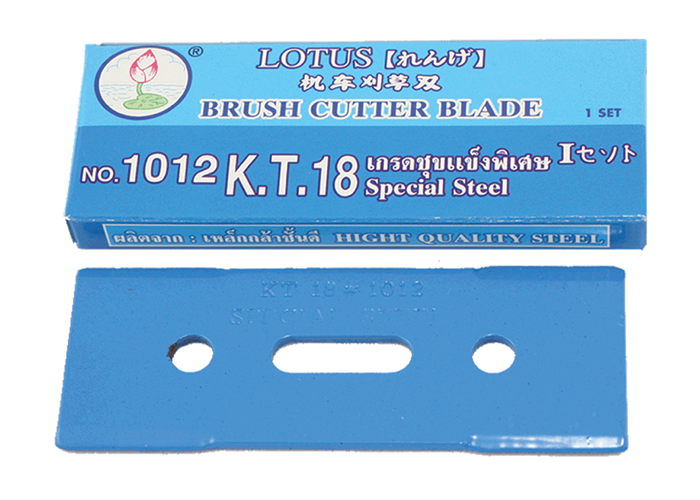 ®
LOTUS【れんげ】
机车刈草双
BRUSH CUTTER BLADE
1 SET
NO.1012 K.T.18
เกรดชุบแข็งพิเศษ
Special Steel
Iセット
ผลิตจาก : เหล็กกล้าชั้นดี HIGHT QUALITY STEEL
KT 18-1012